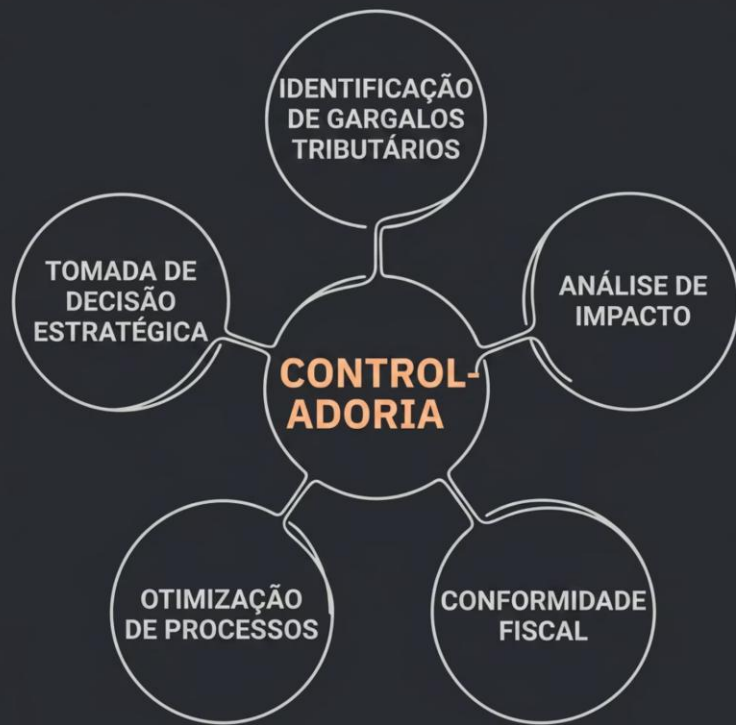 IDENTIFICAÇÃO
DE GARGALOS
TRIBUTÁRIOS
TOMADA DE
DECISÃO
ESTRATÉGICA
ANÁLISE DE
IMPACTO
CONTROL-
ADORIA
OTIMIZAÇÃO
DE PROCESSOS
CONFORMIDADE
FISCAL